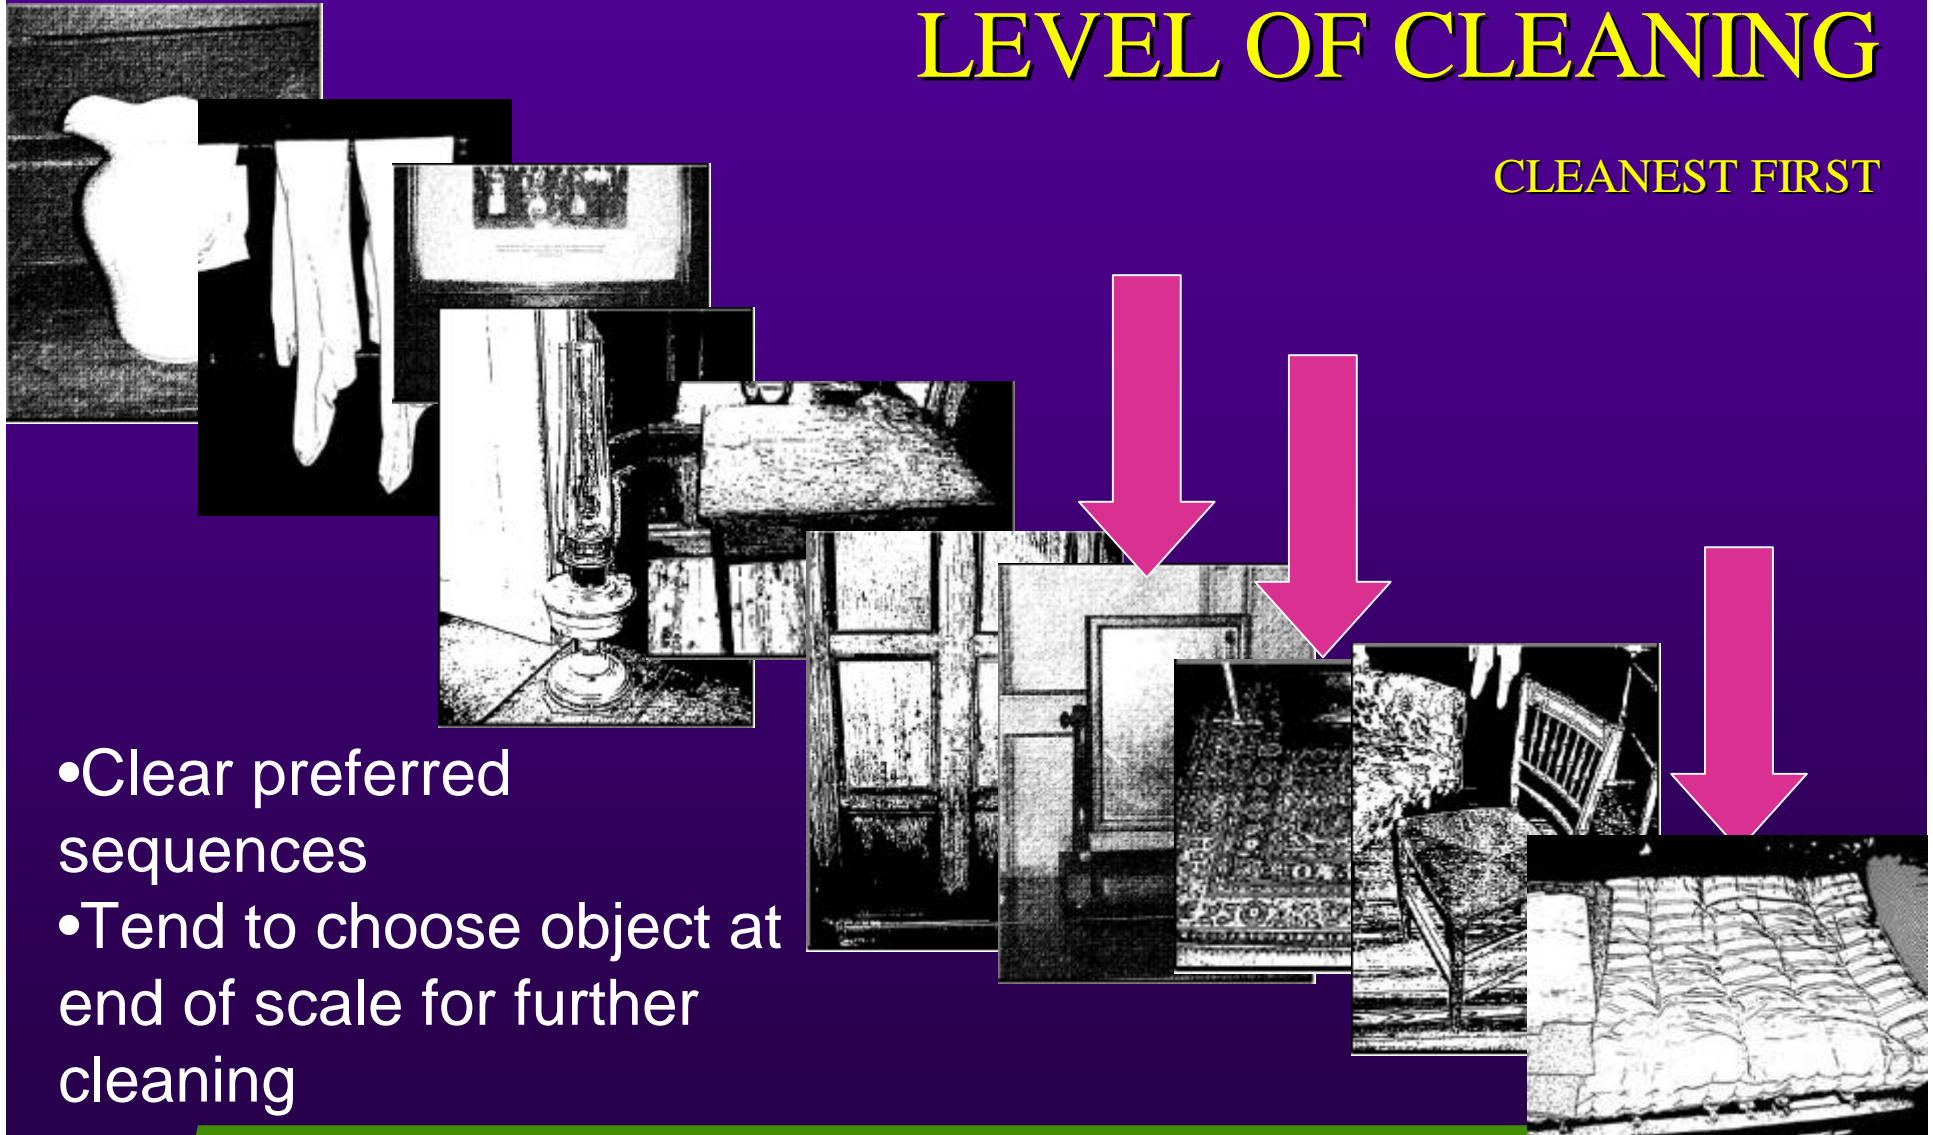 LEVEL OF CLEANING
CLEANEST FIRST
•Clear preferred
sequences
•Tend to choose object at
end of scale for further
cleaning